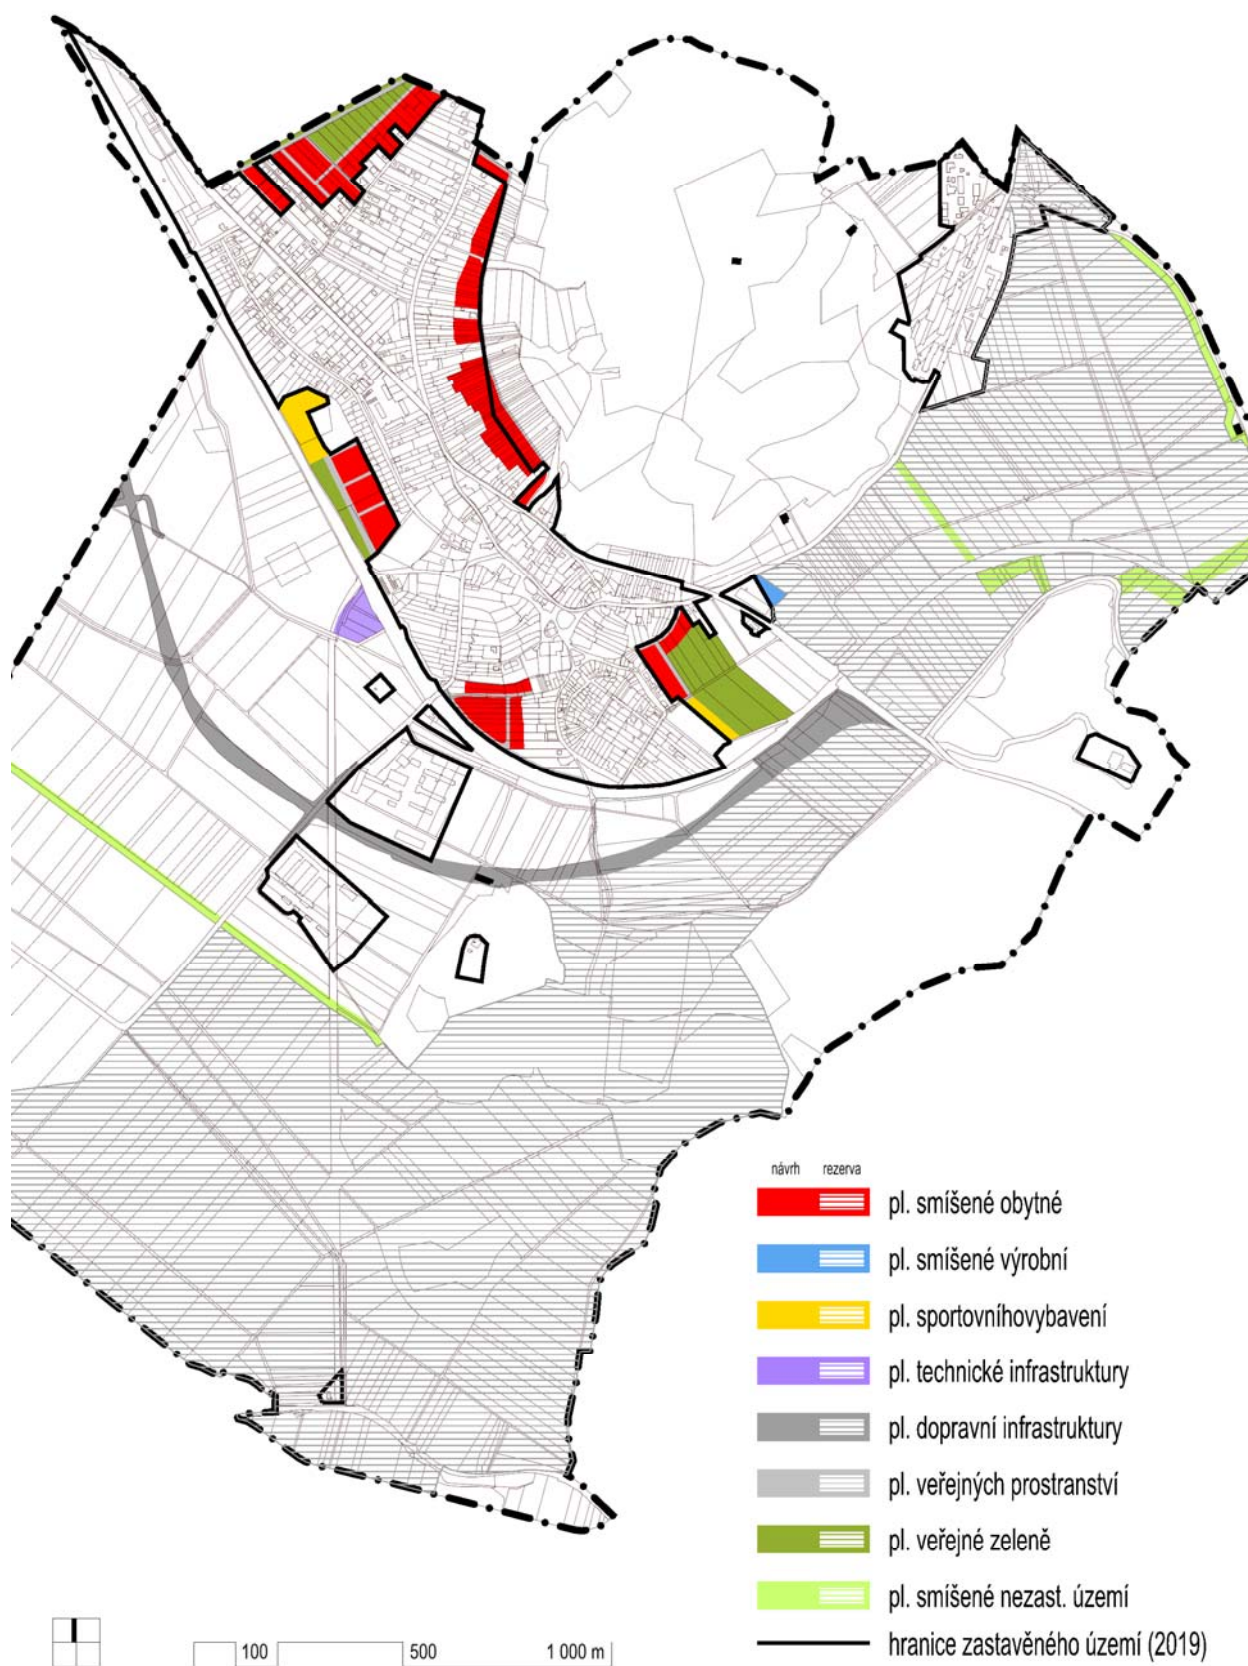 návrh rezerva
pl. smíšené obytné
pl. smíšené výrobní
pl. sportovníhovybavení
pl. technické infrastruktury
pl. dopravní infrastruktury
pl. veřejných prostranství
pl. veřejné zeleně
pl. smíšené nezast. území
hranice zastavěného území (2019)
100 500 1 000 m